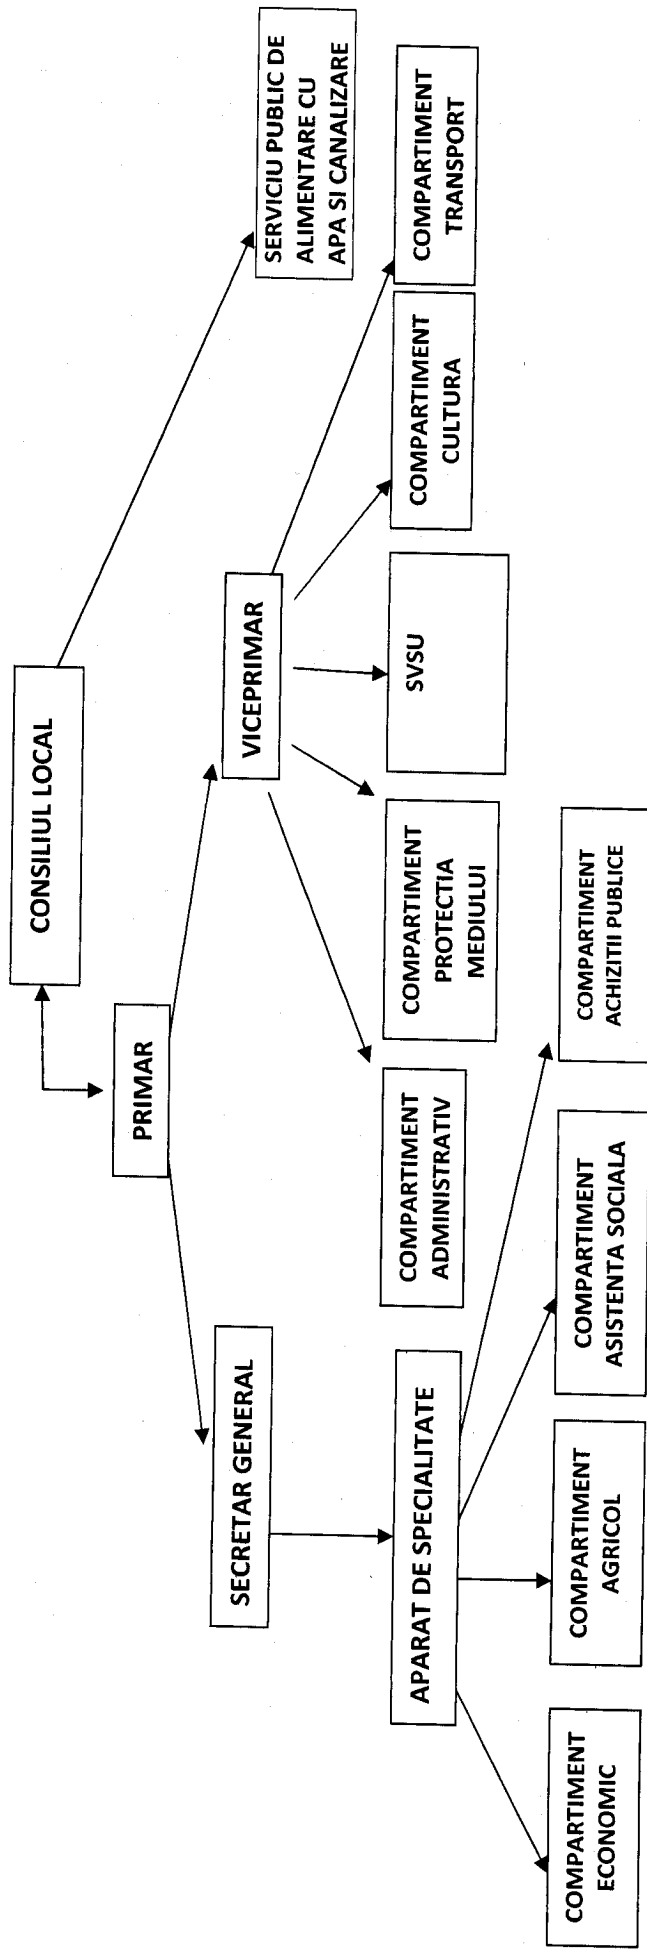 CONSILIUL LOCAL
PRIMAR
SERVICIU PUBLIC DE
ALIMENTARE CU
APA SI CANALIZARE
SECRETAR GENERAL
VICEPRIMAR
APARAT DE SPECIALITATE
COMPARTIMENT
ADMINISTRATIV
COMPARTIMENT
PROTECTIA
MEDIULUI
SVSU
COMPARTIMENT
CULTURA
COMPARTIMENT
TRANSPORT
COMPARTIMENT
ECONOMIC
COMPARTIMENT
AGRICOL
COMPARTIMENT
ASISTENTA SOCIALA
COMPARTIMENT
ACHIZITII PUBLICE